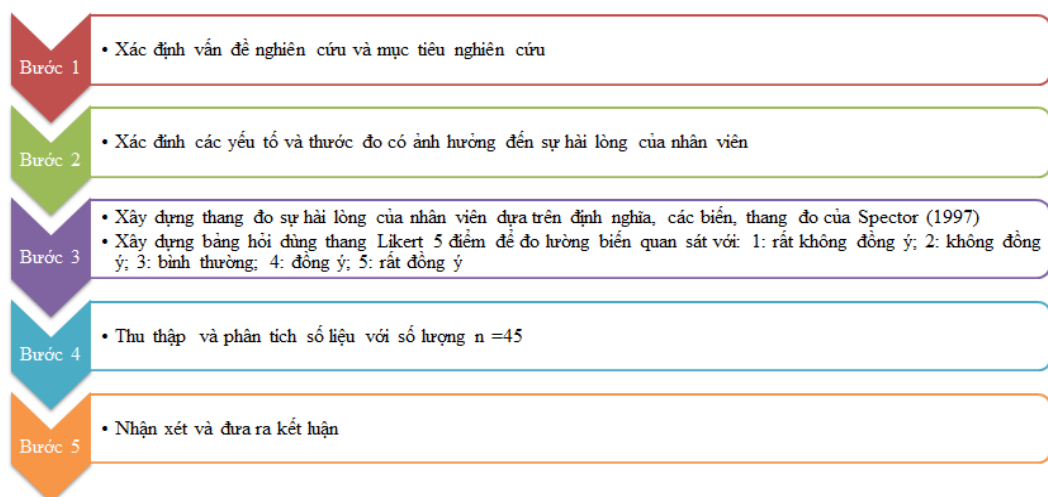 Bước 1
• Xác định vấn đề nghiên cứu và mục tiêu nghiên cứu
Bước 2
• Xác đinh các yếu tố và thước đo có ảnh hưởng đến sự hài lòng của nhân viên
Bước 3
• Xây dựng thang đo sự hài lòng của nhân viên dựa trên định nghĩa, các biến, thang đo của Spector (1997)
• Xây dựng bảng hỏi dùng thang Likert 5 điểm để đo lường biến quan sát với: 1: rất không đồng ý; 2: không đồng
ý; 3: bình thường; 4: đồng ý; 5: rất đồng ý
Bước 4
• Thu thập và phân tích số liệu với số lượng n =45
Bước 5
• Nhận xét và đưa ra kết luận